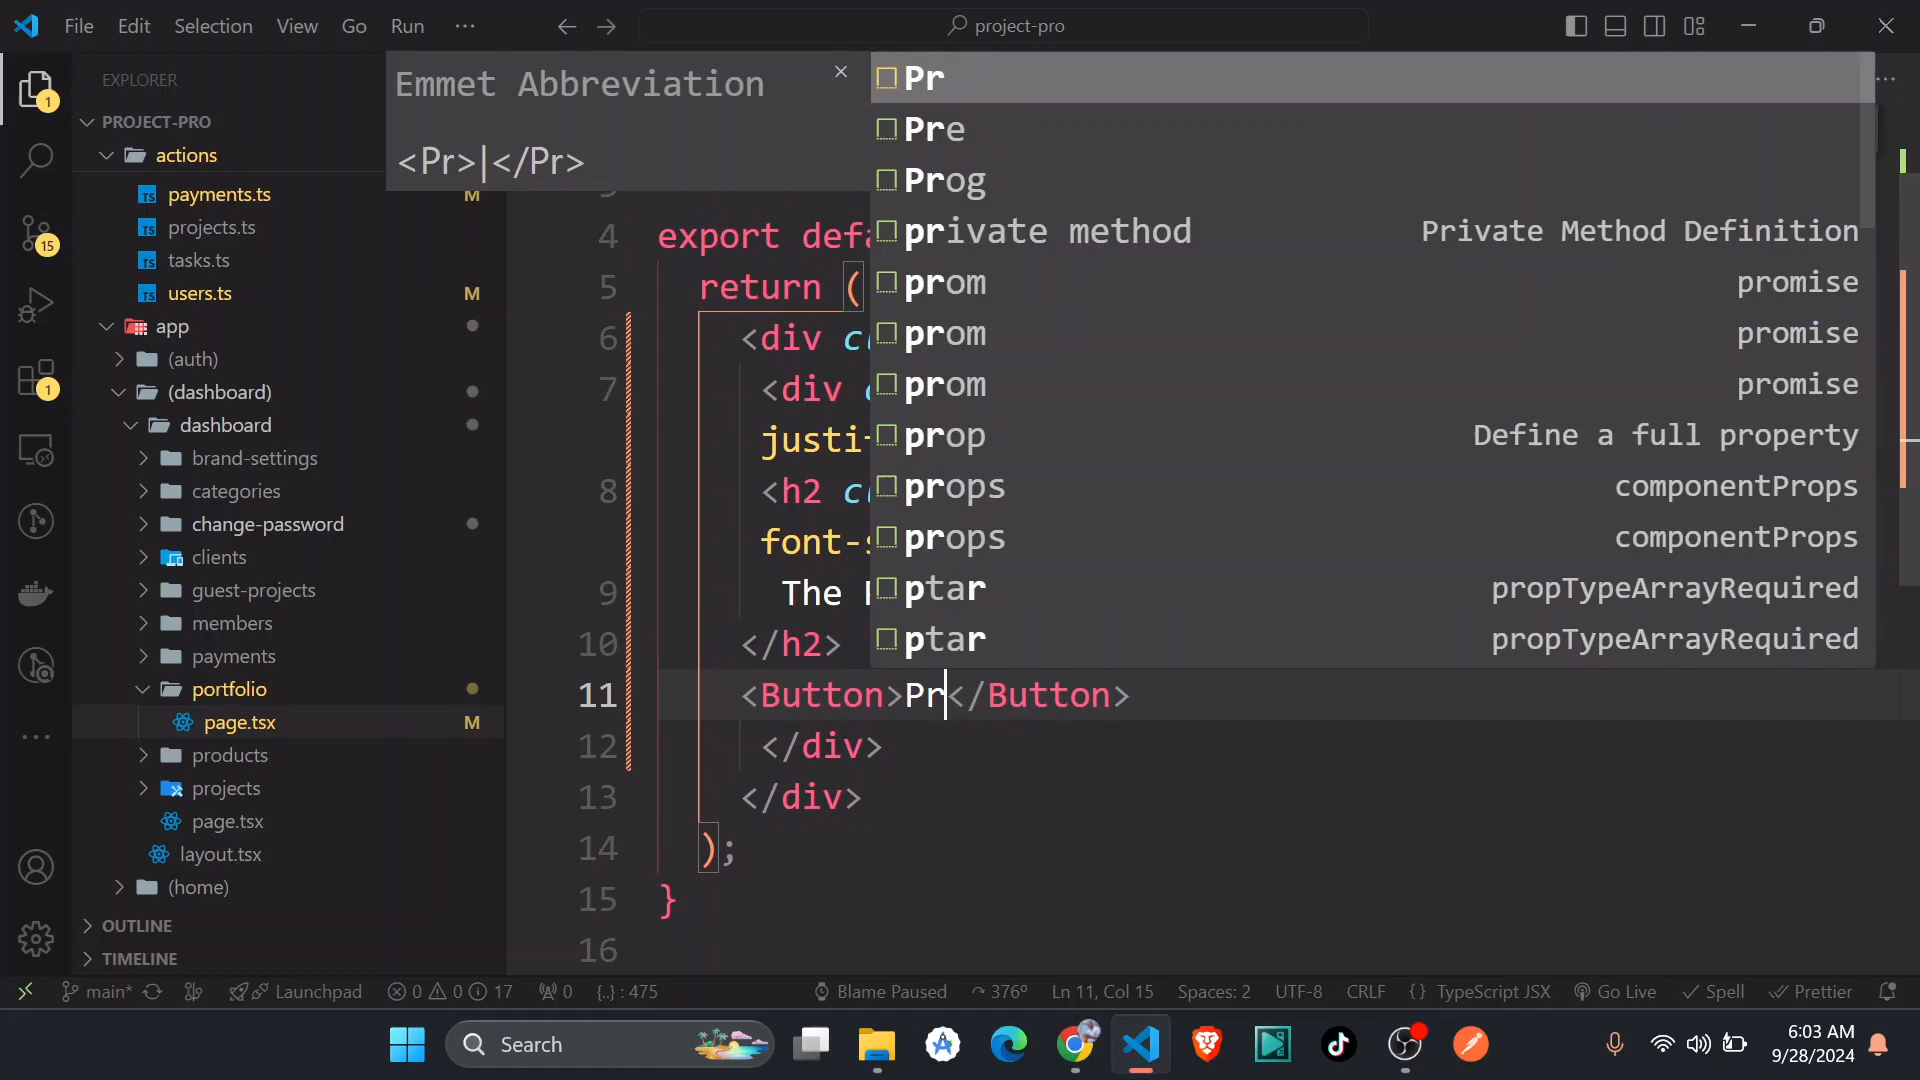 File Edit Selection View Go Run ···
project-pro
EXPLORER
PROJECT-PRO
actions
payments.ts M
projects.ts
tasks.ts
users.ts M
app
(auth)
(dashboard)
dashboard
brand-settings
categories
change-password
clients
guest-projects
members
payments
portfolio
page.tsx M
products
projects
page.tsx
layout.tsx
(home)
OUTLINE
TIMELINE
1
15
1
Emmet Abbreviation
<Pr>|</Pr>
Pr
Pre
Prog
private method Private Method Definition
prom promise
prom promise
prom promise
prop Define a full property
props componentProps
props componentProps
ptar propTypeArrayRequired
ptar propTypeArrayRequired
4 export defa
5 return (
6 <div c
7 <div
justi
8 <h2 c
font-s
9 The
10 </h2>
11 <Button>Pr</Button>
12 </div>
13 </div>
14 );
15 }
16
main* Launchpad 0 0 17 0 {..} : 475 Blame Paused 376º Ln 11, Col 15 Spaces: 2 UTF-8 CRLF {} TypeScript JSX Go Live Spell Prettier
Search
6:03 AM
9/28/2024